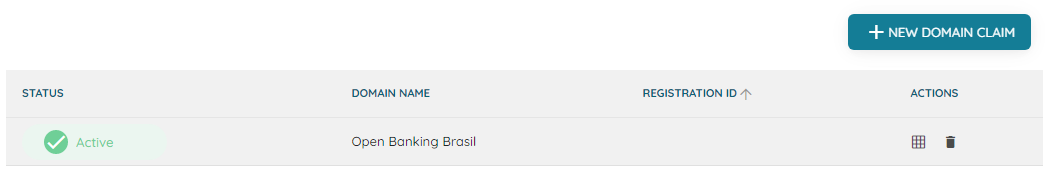 NEW DOMAIN CLAIM
STATUS DOMAIN NAME REGISTRATION ID ACTIONS
Active Open Banking Brasil